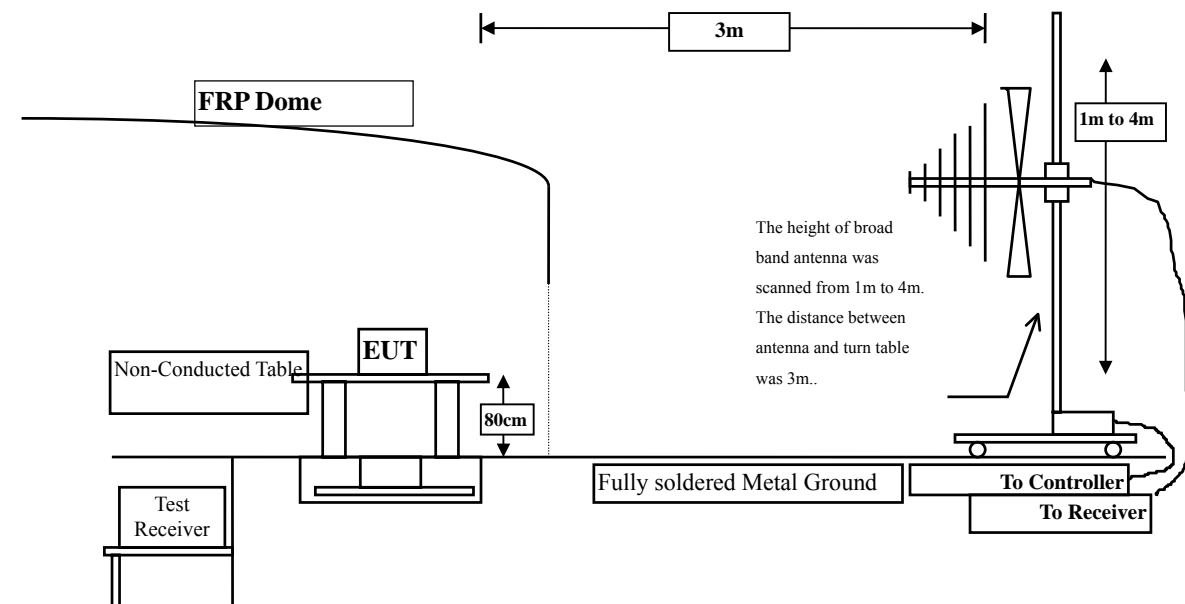 3m
FRP Dome
1m to 4m
The height of broad
band antenna was
scanned from 1m to 4m.
The distance between
antenna and turn table
was 3m..
EUT
Non-Conducted Table
80cm
Fully soldered Metal Ground
To Controller
To Receiver
Test
Receiver